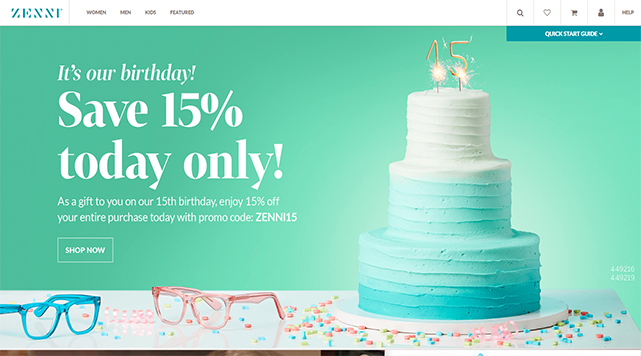 ZENNI
WOMEN MEN KIDS FEATURED
HELP
QUICK START GUIDE
It's our birthday!
Save 15%
today only!
As a gift to you on our 15th birthday, enjoy 15% off
your entire purchase today with promo code: ZENNI15
SHOP NOW
15
449216
449219